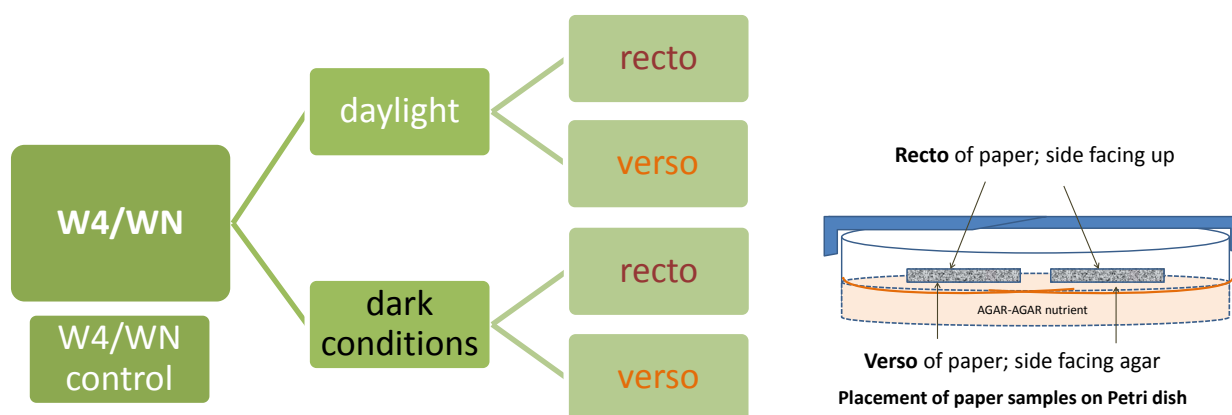 W4/WN
W4/WN
control
daylight
dark
conditions
recto
verso
recto
verso
Recto of paper; side facing up
AGAR-AGAR nutrient
Verso of paper; side facing agar
Placement of paper samples on Petri dish